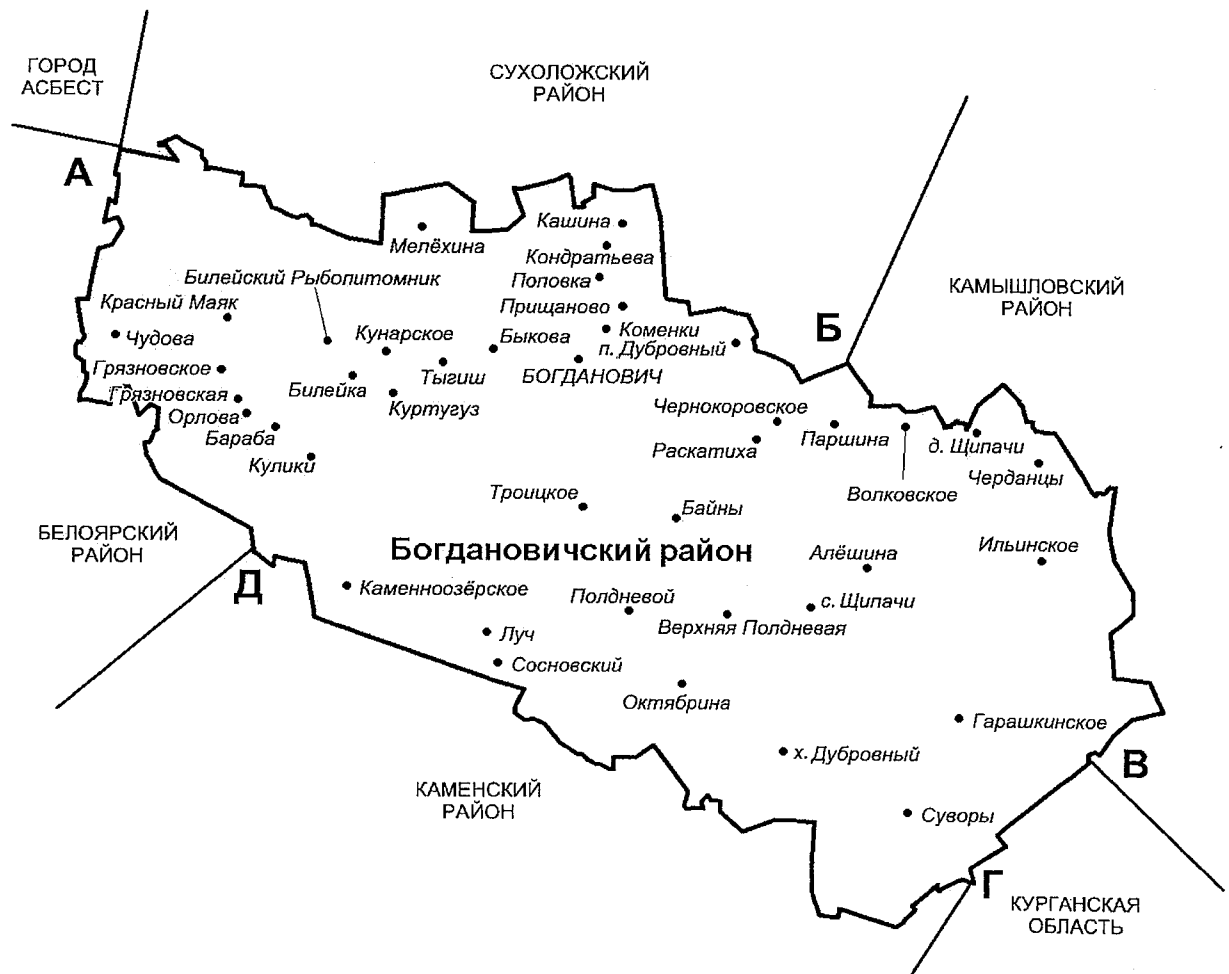 ГОРОД
АСБЕСТ
СУХОЛОЖСКИЙ
РАЙОН
А
Кашина
Мелёхина
Кондратьева
Билейский Рыбопитомник
Поповка
КАМЫШЛОВСКИЙ
РАЙОН
Красный Маяк
Прищаново
Б
Чудова
Кунарское
Быкова
Коменки
п. Дубровный
Грязновское
Билейка
Тыгиш
БОГДАНОВИЧ
Грязновская
Куртугуз
Орлова
Чернокоровское
Бараба
Раскатиха
Паршина
д. Щипачи
Кулики
Волковское
Черданцы
Троицкое
Байны
БЕЛОЯРСКИЙ
РАЙОН
Богдановичский район
Алёшина
Ильинское
Д
Каменноозёрское
Полдневой
с. Щипачи
Верхняя Полдневая
Луч
Сосновский
Октябрина
Гарашкинское
х. Дубровный
В
КАМЕНСКИЙ
РАЙОН
Суворы
Г
КУРГАНСКАЯ
ОБЛАСТЬ